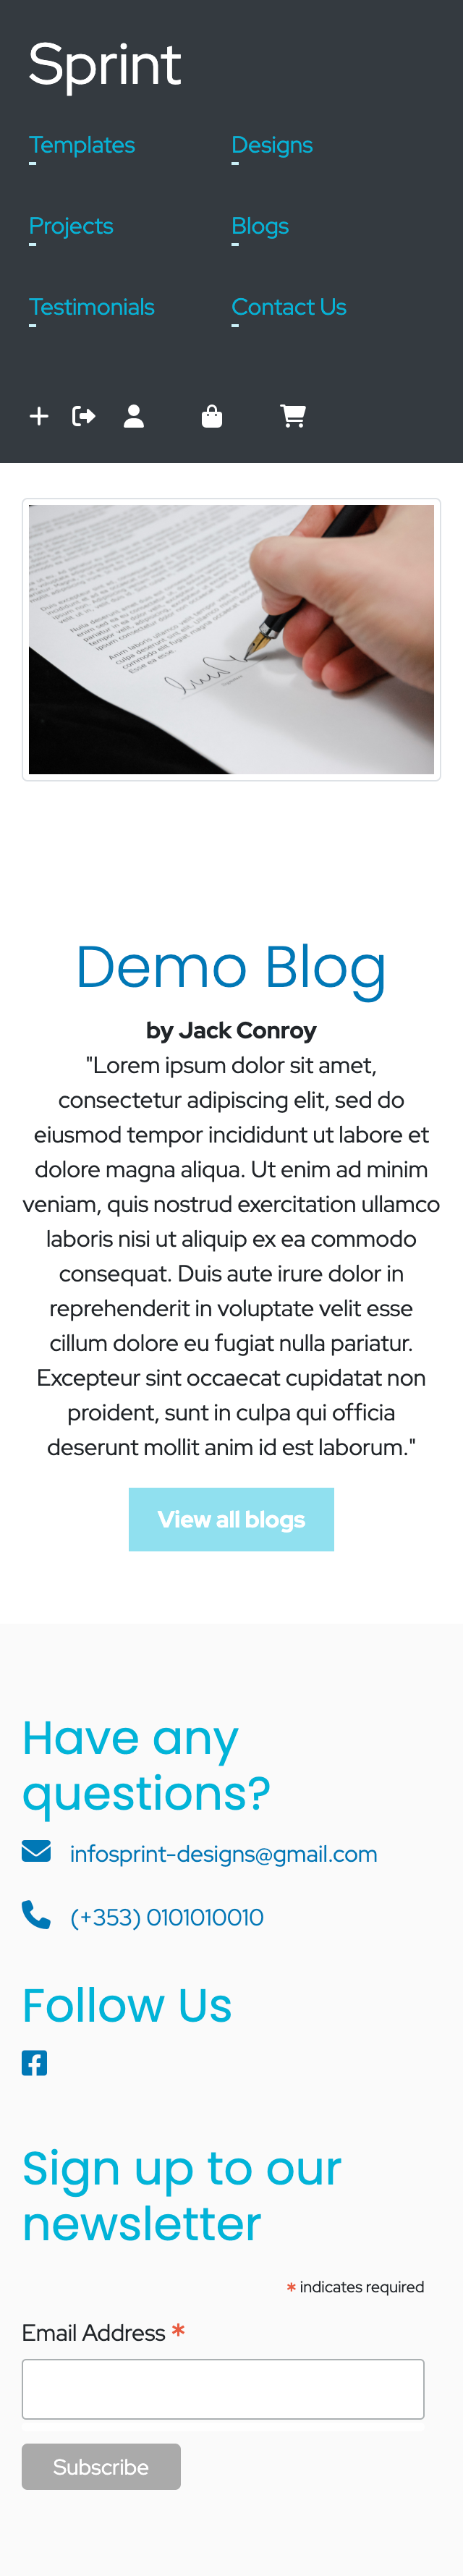 Sprint
Templates
Designs
Projects
Blogs
Testimonials
Contact Us
Demo Blog
by Jack Conroy
"Lorem ipsum dolor sit amet,
consectetur adipiscing elit, sed do
eiusmod tempor incididunt ut labore et
dolore magna aliqua. Ut enim ad minim
veniam, quis nostrud exercitation ullamco
laboris nisi ut aliquip ex ea commodo
consequat. Duis aute irure dolor in
reprehenderit in voluptate velit esse
cillum dolore eu fugiat nulla pariatur.
Excepteur sint occaecat cupidatat non
proident, sunt in culpa qui officia
deserunt mollit anim id est laborum."
View all blogs
Have any
questions?
infosprint-designs@gmail.com
(+353) 0101010010
Follow Us
Sign up to our
newsletter
* indicates required
Email Address *
Subscribe